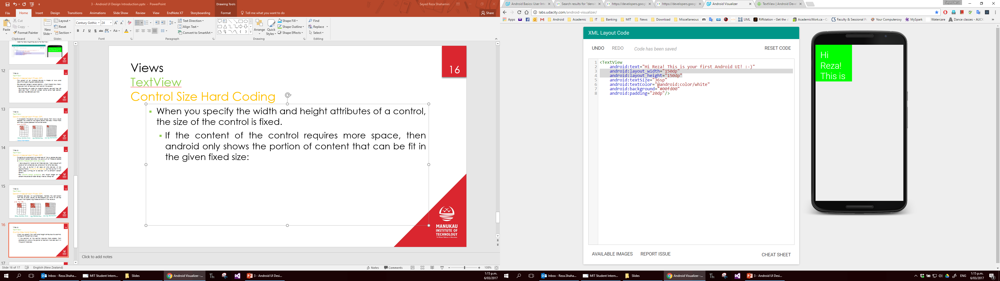 3 - Android UI Design Introduction.pptx - PowerPoint
Drawing Tools
Seyed Reza Shahamiri
File Home Insert Design Transitions Animations Slide Show Review View EndNote X7 Storyboarding Format Tell me what you want to do Share
Paste
Cut
Copy
Format Painter
Clipboard
New Slide
Layout
Reset
Section
Slides
Century Gothic 24
B I U S abc AV Aa A
Font
Text Direction
Align Text
Convert to SmartArt
Paragraph
Arrange
Quick Styles
Shape Fill
Shape Outline
Shape Effects
Drawing
Find
Replace
Select
Editing
12
13
14
15
16
17
Views
16
TextView
Control Size Hard Coding
When you specify the width and height attributes of a control,
the size of the control is fixed.
If the content of the control requires more space, then
android only shows the portion of content that can be fit in
the given fixed size:
MANUKAU
INSTITUTE OF
TECHNOLOGY
Click to add notes
Slide 16 of 17 English (New Zealand) Notes Comments 108%
Inbox - Reza.Shaha... MIT Student Intern... Slides Android Visualizer -... 3 - Android UI Desi...
1:15 p.m.
6/03/2017
Android Basics: User Inte Search results for "densit https://developers.googl https://developers.googl Android Visualizer TextView | Android Deve
Seyed Reza
labs.udacity.com/android-visualizer/
Apps Android Academic IT Banking MIT News Download Miscellaneous UML Riffstation - Get the c AcademicWork.ca - C Faculty & Sessional P Your Computeroxy MySpark Watercare Dance classes - AUCK
XML Layout Code
UNDO REDO Code has been saved RESET CODE
1 <TextView
2 android:text="Hi Reza! This is your first Android UI! :-)"
3 android:layout_width="150dp"
4 android:layout_height="150dp"
5 android:textSize="36sp"
6 android:textColor="@android:color/white"
7 android:background="#00fd00"
8 android:padding="20dp"/>
AVAILABLE IMAGES REPORT ISSUE CHEAT SHEET
Hi
Reza!
This is
Inbox - Reza.Shaha... MIT Student Intern... Slides Android Visualizer -... 3 - Android UI Desi...
ENG
1:15 p.m.
6/03/2017